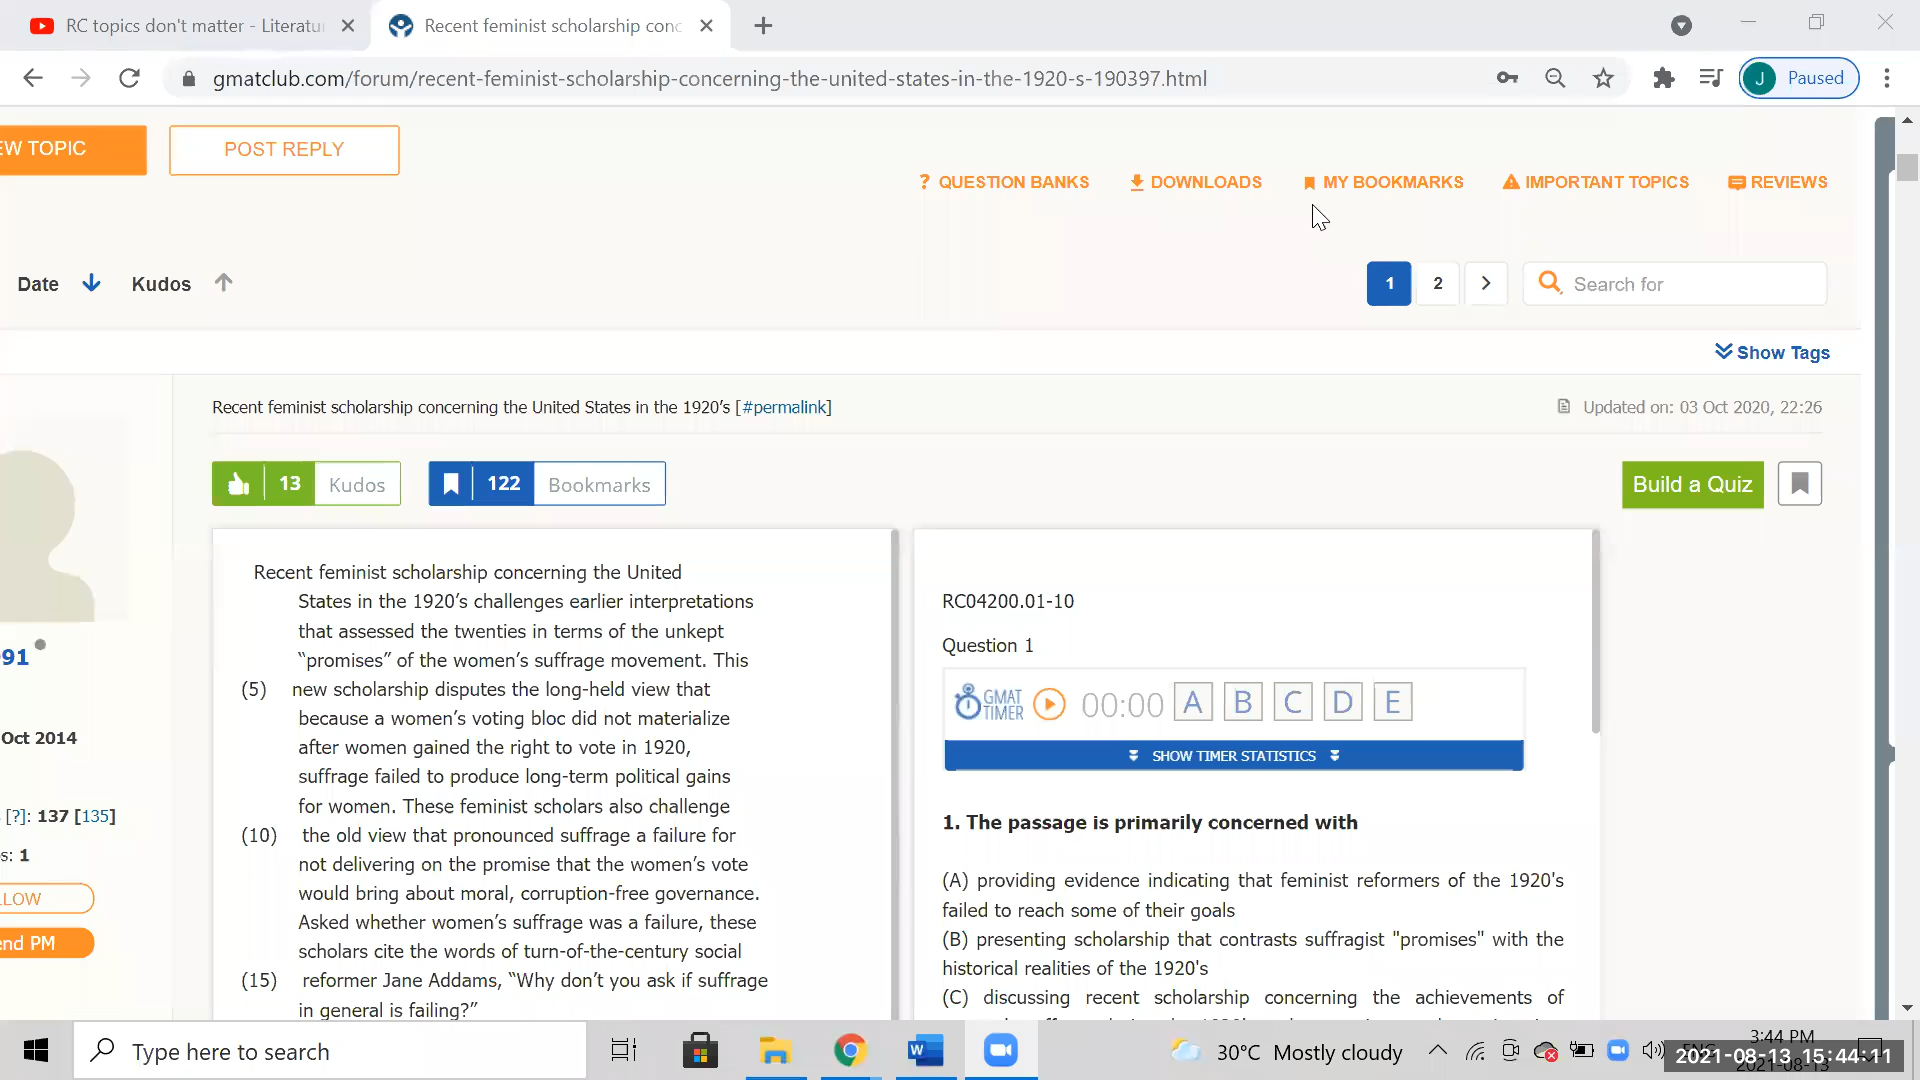 RC topics don't matter - Literatu
Recent feminist scholarship conc
gmatclub.com/forum/recent-feminist-scholarship-concerning-the-united-states-in-the-1920-s-190397.html
J Paused
EW TOPIC
POST REPLY
? QUESTION BANKS
DOWNLOADS
MY BOOKMARKS
IMPORTANT TOPICS
REVIEWS
Date
Kudos
1
2
Search for
Show Tags
Recent feminist scholarship concerning the United States in the 1920's [#permalink]
Updated on: 03 Oct 2020, 22:26
13 Kudos
122 Bookmarks
Build a Quiz
91
Oct 2014
[?]: 137 [135]
s: 1
LLOW
end PM
Recent feminist scholarship concerning the United
States in the 1920's challenges earlier interpretations
that assessed the twenties in terms of the unkept
“promises” of the women's suffrage movement. This
(5) new scholarship disputes the long-held view that
because a women's voting bloc did not materialize
after women gained the right to vote in 1920,
suffrage failed to produce long-term political gains
for women. These feminist scholars also challenge
(10) the old view that pronounced suffrage a failure for
not delivering on the promise that the women's vote
would bring about moral, corruption-free governance.
Asked whether women's suffrage was a failure, these
scholars cite the words of turn-of-the-century social
(15) reformer Jane Addams, “Why don't you ask if suffrage
in general is failing?”
RC04200.01-10
Question 1
GMAT TIMER 00:00 A B C D E
SHOW TIMER STATISTICS
1. The passage is primarily concerned with
(A) providing evidence indicating that feminist reformers of the 1920's
failed to reach some of their goals
(B) presenting scholarship that contrasts suffragist "promises" with the
historical realities of the 1920's
(C) discussing recent scholarship concerning the achievements of
Type here to search
30°C Mostly cloudy
3:44 PM
2021-08-13 15:44:11